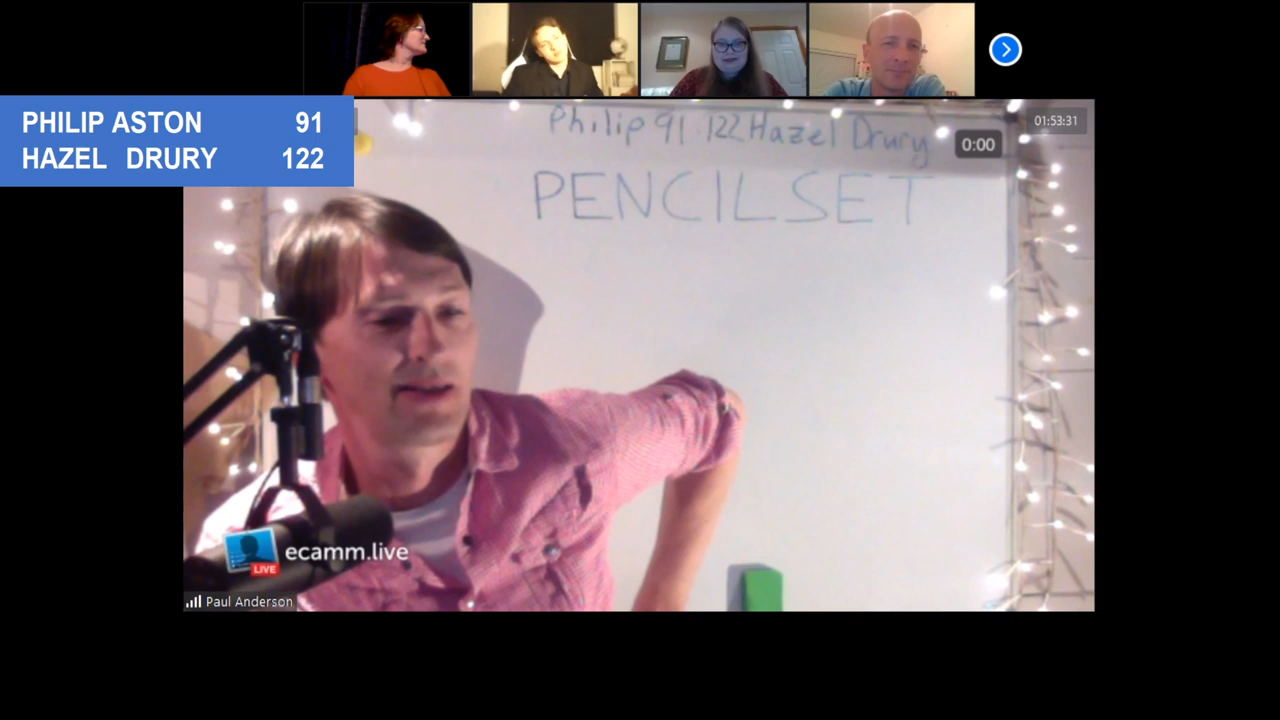 PHILIP ASTON 91
HAZEL DRURY 122
01:53:31
Philip 91 122 Hazel Drury
0:00
PENCILSET
ecamm.live
LIVE
Paul Anderson